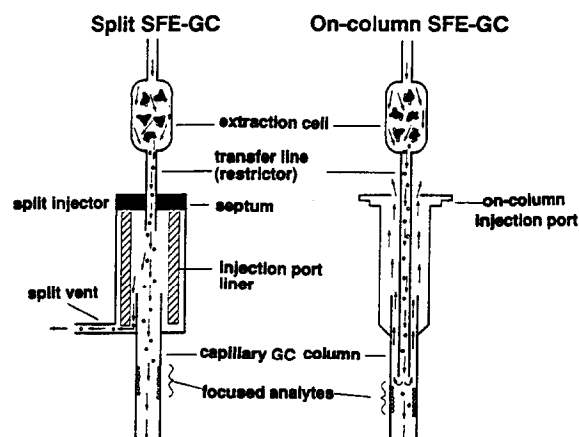 Split SFE-GC
On-column SFE-GC
extraction cell
transfer line
(restrictor)
split injector
septum
on-column
injection port
injection port
liner
split vent
capillary GC column
focused analytes